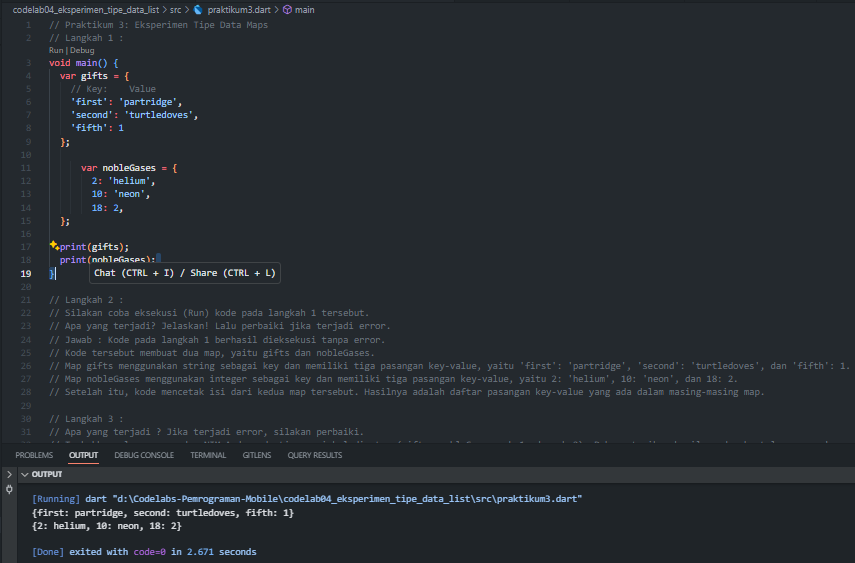 codelab04_eksperimen_tipe_data_list > src > praktikum3.dart > main
1 // Praktikum 3: Eksperimen Tipe Data Maps
2 // Langkah 1 :
Run | Debug
3 void main() {
4 var gifts = {
5 // Key: Value
6 'first': 'partridge',
7 'second': 'turtledoves',
8 'fifth': 1
9 };
10
11 var nobleGases = {
12 2: 'helium',
13 10: 'neon',
14 18: 2,
15 };
16
17 print(gifts);
18 print(nobleGases);
19 }
Chat (CTRL + I) / Share (CTRL + L)
20
21 // Langkah 2 :
22 // Silakan coba eksekusi (Run) kode pada langkah 1 tersebut.
23 // Apa yang terjadi? Jelaskan! Lalu perbaiki jika terjadi error.
24 // Jawab : Kode pada langkah 1 berhasil dieksekusi tanpa error.
25 // Kode tersebut membuat dua map, yaitu gifts dan nobleGases.
26 // Map gifts menggunakan string sebagai key dan memiliki tiga pasangan key-value, yaitu 'first': 'partridge', 'second': 'turtledoves', dan 'fifth': 1.
27 // Map nobleGases menggunakan integer sebagai key dan memiliki tiga pasangan key-value, yaitu 2: 'helium', 10: 'neon', dan 18: 2.
28 // Setelah itu, kode mencetak isi dari kedua map tersebut. Hasilnya adalah daftar pasangan key-value yang ada dalam masing-masing map.
29
30 // Langkah 3 :
31 // Apa yang terjadi ? Jika terjadi error, silakan perbaiki.
PROBLEMS OUTPUT DEBUG CONSOLE TERMINAL GITLENS QUERY RESULTS
OUTPUT
[Running] dart "d:\Codelabs-Pemrograman-Mobile\codelab04_eksperimen_tipe_data_list\src\praktikum3.dart"
{first: partridge, second: turtledoves, fifth: 1}
{2: helium, 10: neon, 18: 2}
[Done] exited with code=0 in 2.671 seconds